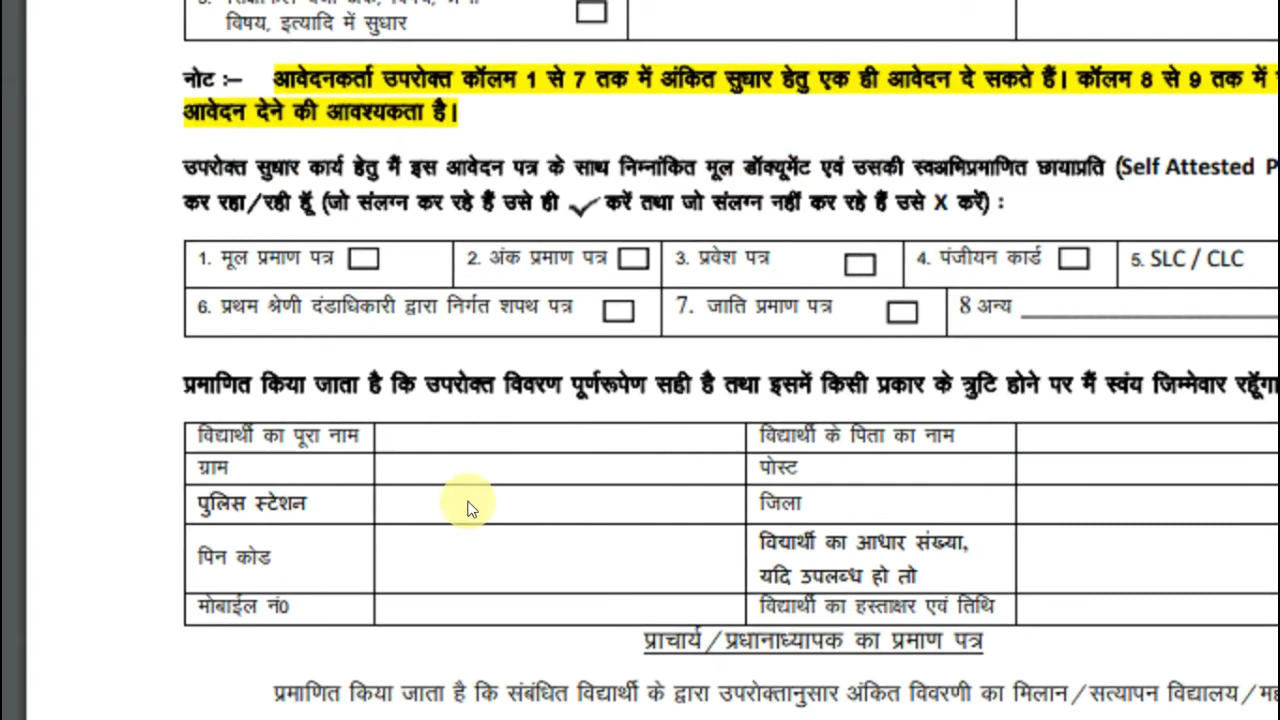 विषय, इत्यादि में सुधार
नोट :– आवेदनकर्ता उपरोक्त कॉलम 1 से 7 तक में अंकित सुधार हेतु एक ही आवेदन दे सकते हैं। कॉलम 8 से 9 तक में
आवेदन देने की आवश्यकता है।
उपरोक्त सुधार कार्य हेतु मैं इस आवेदन पत्र के साथ निम्नांकित मूल डॉक्यूमेंट एवं उसकी स्वअभिप्रमाणित छायाप्रति (Self Attested P
कर रहा/रही हूँ (जो संलग्न कर रहे हैं उसे ही ✓ करें तथा जो संलग्न नहीं कर रहे हैं उसे X करें) :
1. मूल प्रमाण पत्र 2. अंक प्रमाण पत्र 3. प्रवेश पत्र 4. पंजीयन कार्ड 5. SLC / CLC
6. प्रथम श्रेणी दंडाधिकारी द्वारा निर्गत शपथ पत्र 7. जाति प्रमाण पत्र 8 अन्य
प्रमाणित किया जाता है कि उपरोक्त विवरण पूर्णरूपेण सही है तथा इसमें किसी प्रकार के त्रुटि होने पर मैं स्वंय जिम्मेवार रहूँगा
विद्यार्थी का पूरा नाम विद्यार्थी के पिता का नाम
ग्राम पोस्ट
पुलिस स्टेशन जिला
पिन कोड विद्यार्थी का आधार संख्या,
यदि उपलब्ध हो तो
मोबाईल नं0 विद्यार्थी का हस्ताक्षर एवं तिथि
प्राचार्य/प्रधानाध्यापक का प्रमाण पत्र
प्रमाणित किया जाता है कि संबंधित विद्यार्थी के द्वारा उपरोक्तानुसार अंकित विवरणी का मिलान/सत्यापन विद्यालय/